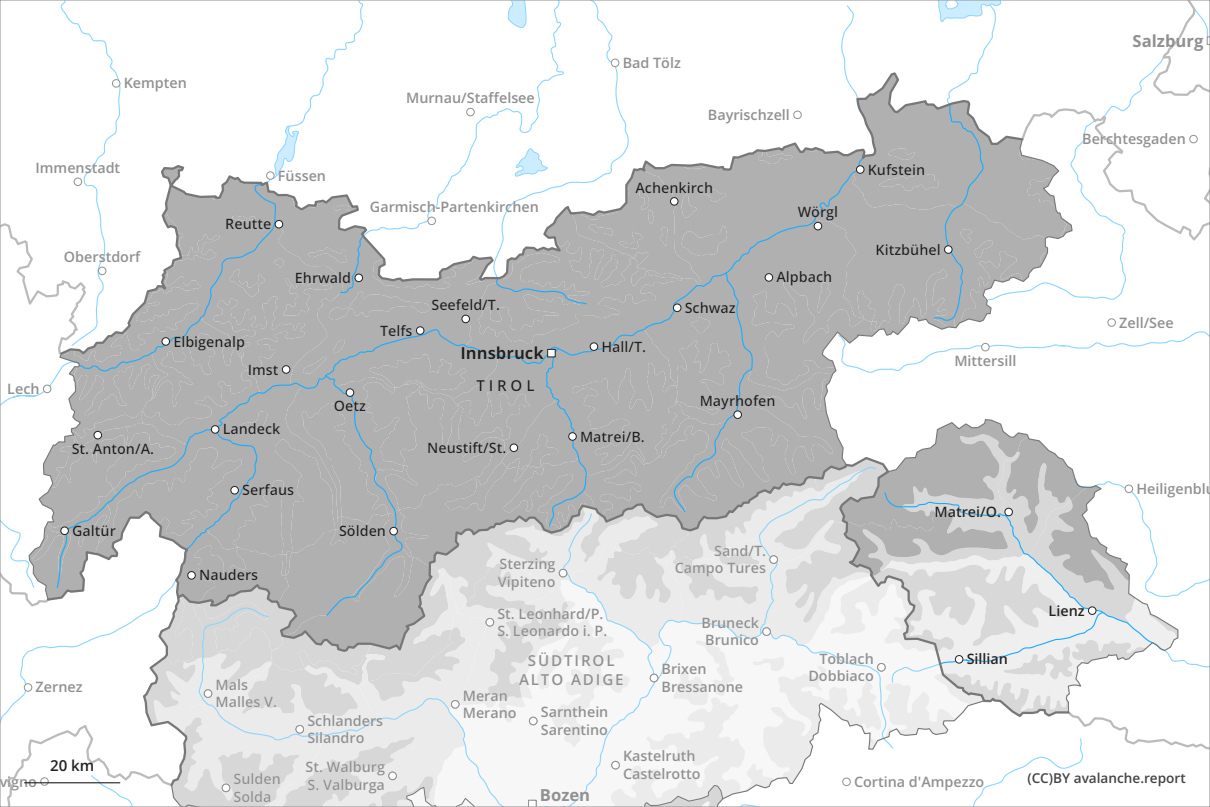 Salzburg
Bad Tölz
Kempten
Murnau/Staffelsee
Bayrischzell
Berchtesgaden
Immenstadt
Füssen
Kufstein
Achenkirch
Garmisch-Partenkirchen
Wörgl
Reutte
Kitzbühel
Oberstdorf
Ehrwald
Alpbach
Seefeld/T.
Schwaz
Zell/See
Telfs
Elbigenalp
Innsbruck
Hall/T.
Mittersill
Imst
TIROL
Lech
Oetz
Mayrhofen
Landeck
Matrei/B.
St. Anton/A.
Neustift/St.
Serfaus
Heiligenblu
Matrei/O.
Galtür
Sölden
Sand/T.
Campo Tures
Sterzing
Vipiteno
Nauders
Lienz
St. Leonhard/P.
S. Leonardo i. P.
Bruneck
Brunico
SÜDTIROL
ALTO ADIGE
Toblach
Dobbiaco
Sillian
Brixen
Bressanone
Zernez
Mals
Malles V.
Meran
Merano
Sarnthein
Sarentino
Schlanders
Silandro
Kastelruth
Castelrotto
St. Walburg
S. Valburga
20 km
vigno
Sulden
Solda
Cortina d'Ampezzo
(CC)BY avalanche.report
Bozen